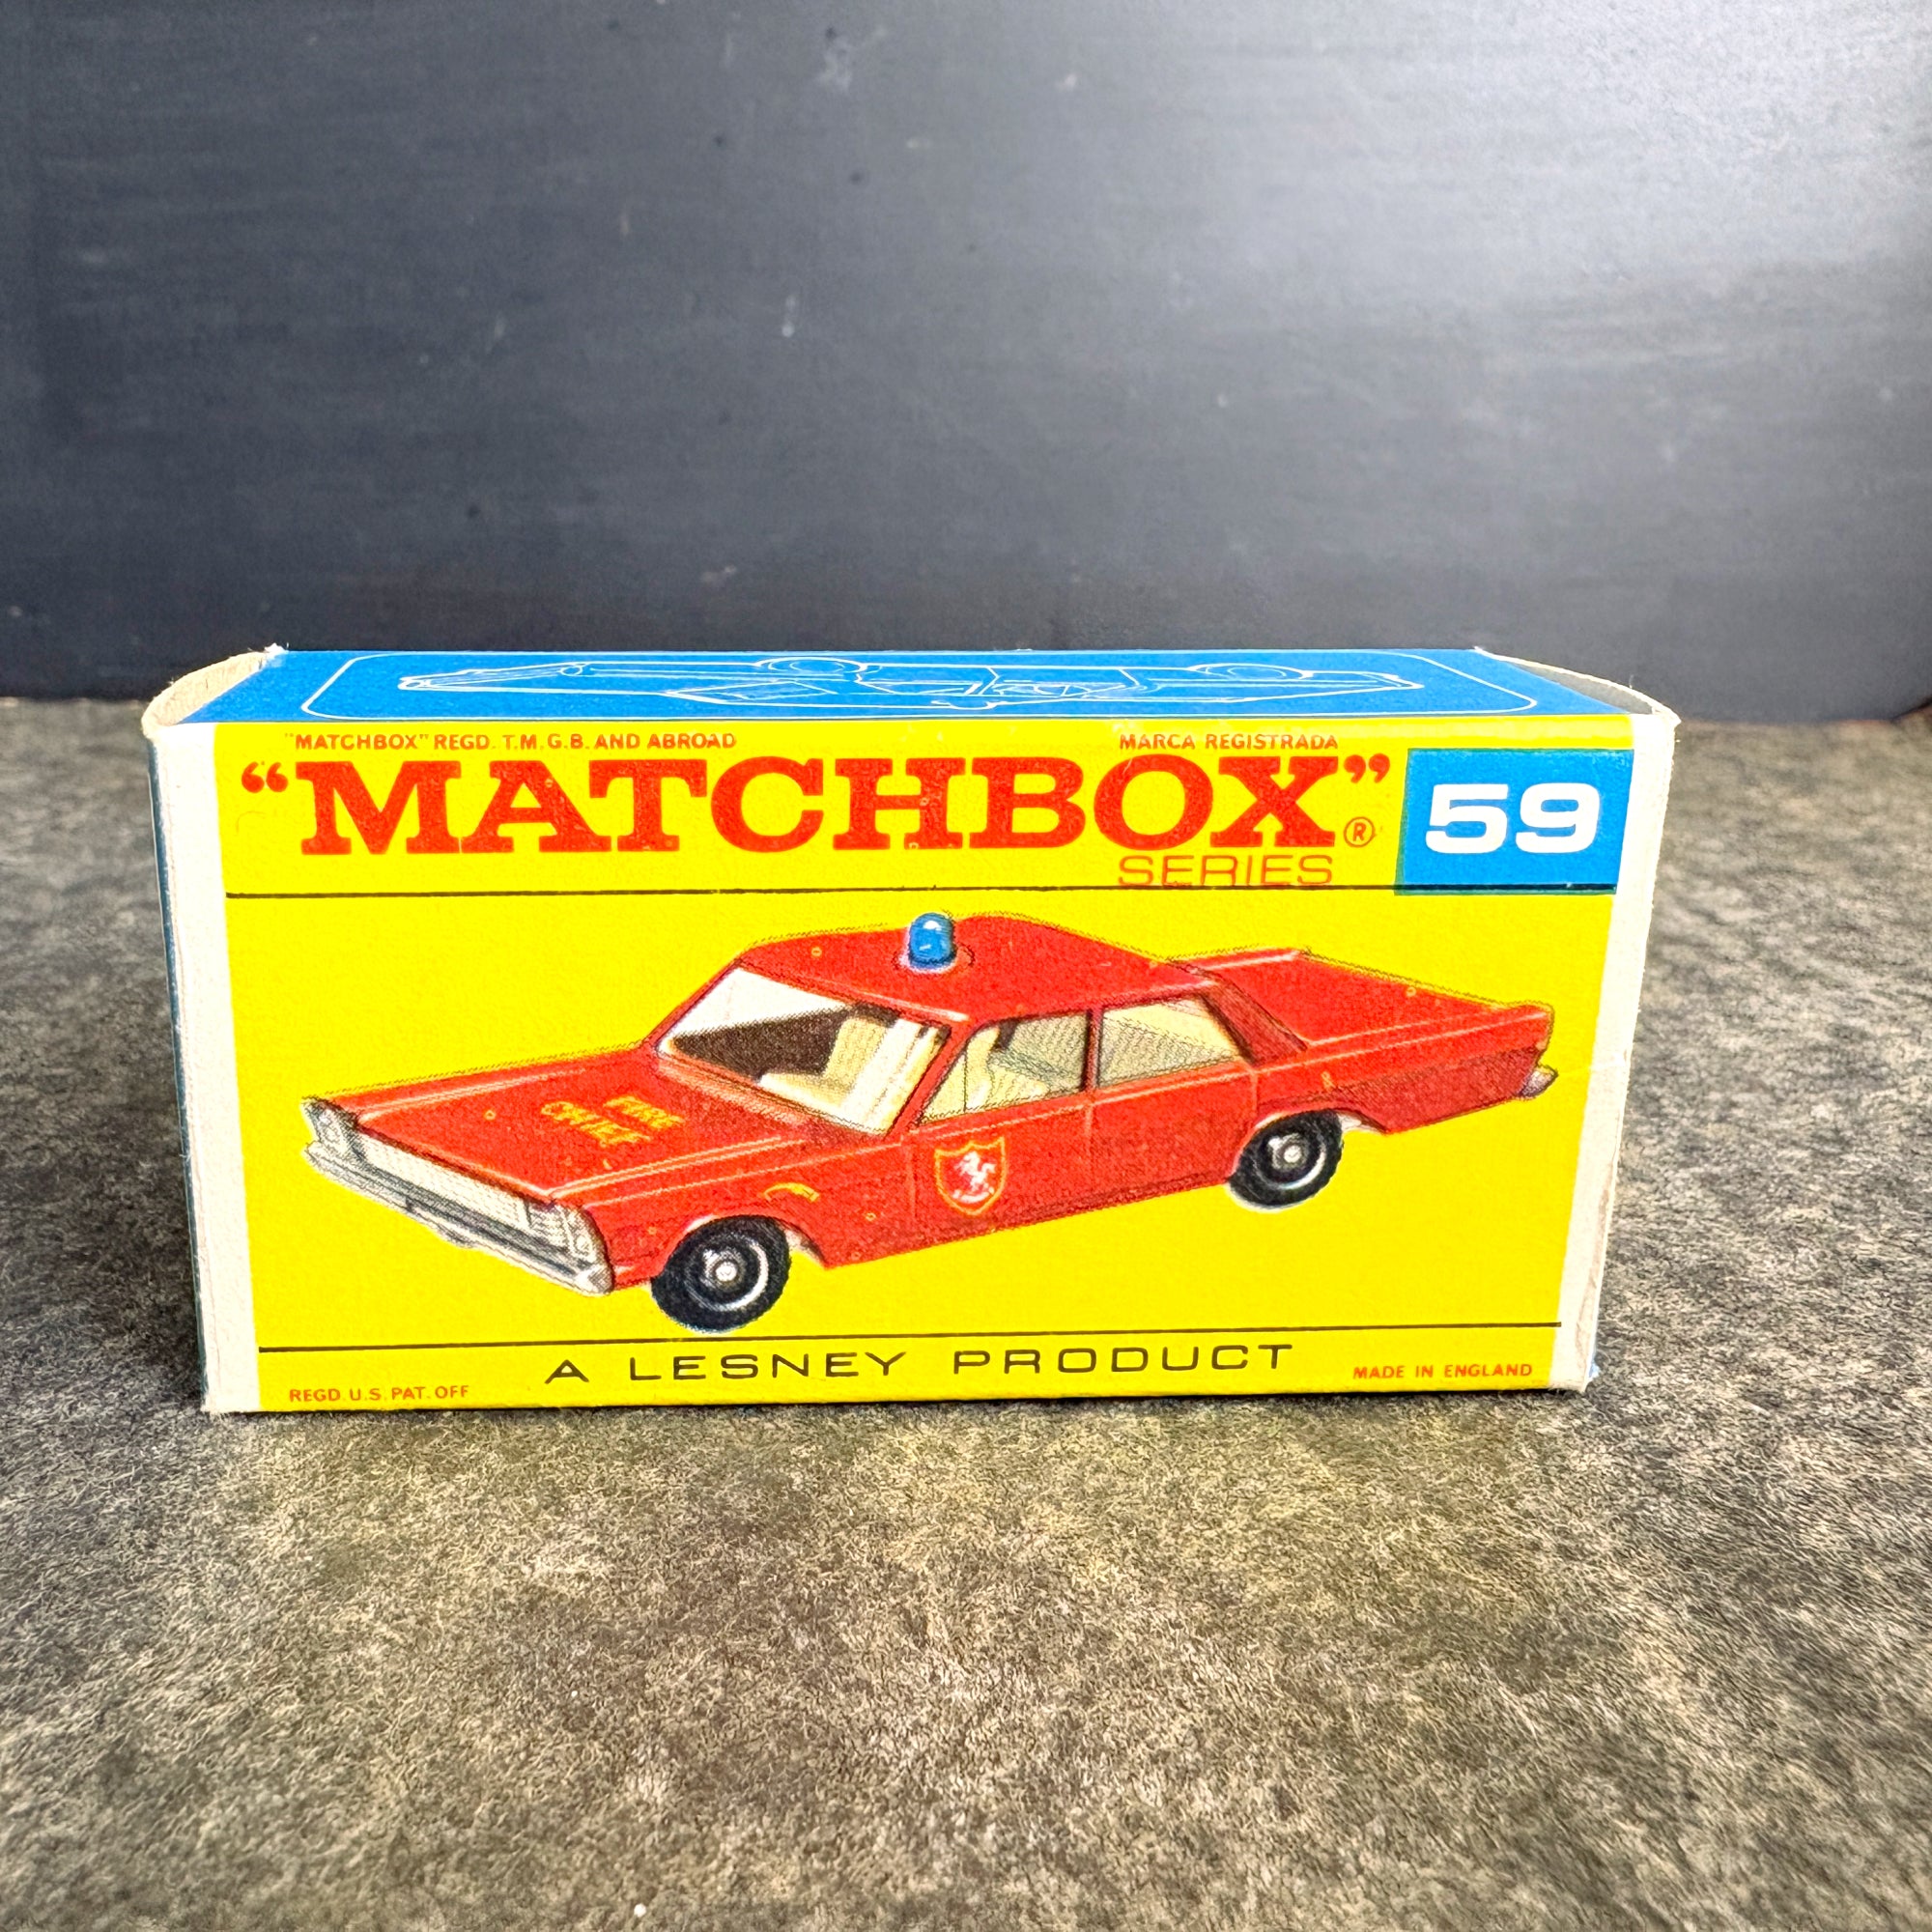 "MATCHBOX" REGD. T.M.G.B. AND ABROAD
MARCA REGISTRADA
“MATCHBOX”®
SERIES
59
FIRE
CHIEF
A LESNEY PRODUCT
REGD. U.S. PAT. OFF
MADE IN ENGLAND